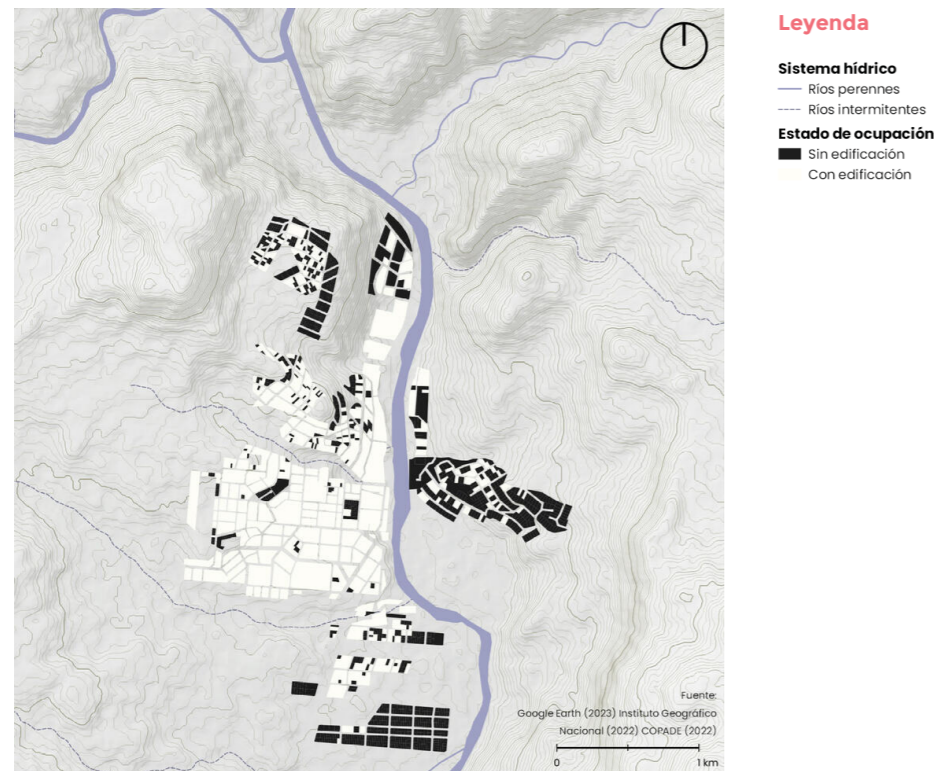 Leyenda
Sistema hídrico
Ríos perennes
Ríos intermitentes
Estado de ocupación
Sin edificación
Con edificación
Fuente:
Google Earth (2023) Instituto Geográfico
Nacional (2022) COPADE (2022)
0 1 km